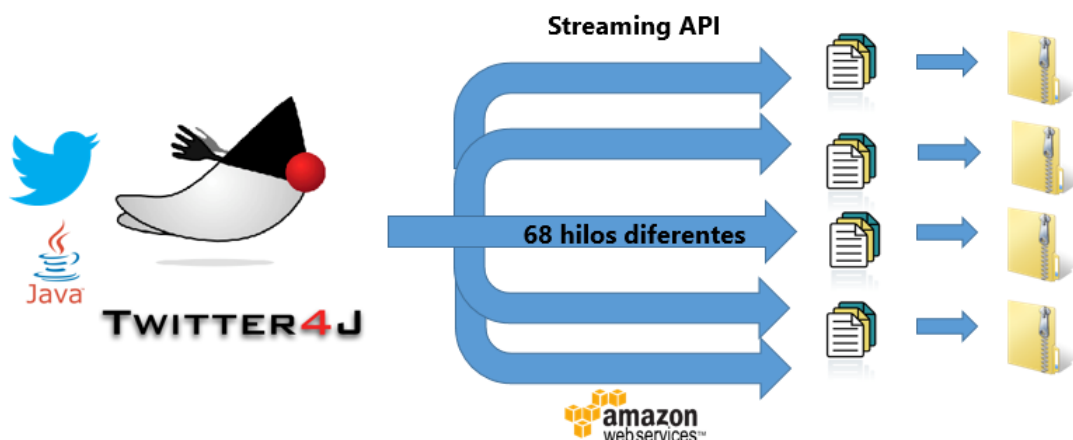 Streaming API
68 hilos diferentes
Java
TWITTER4J
amazon
webservices™